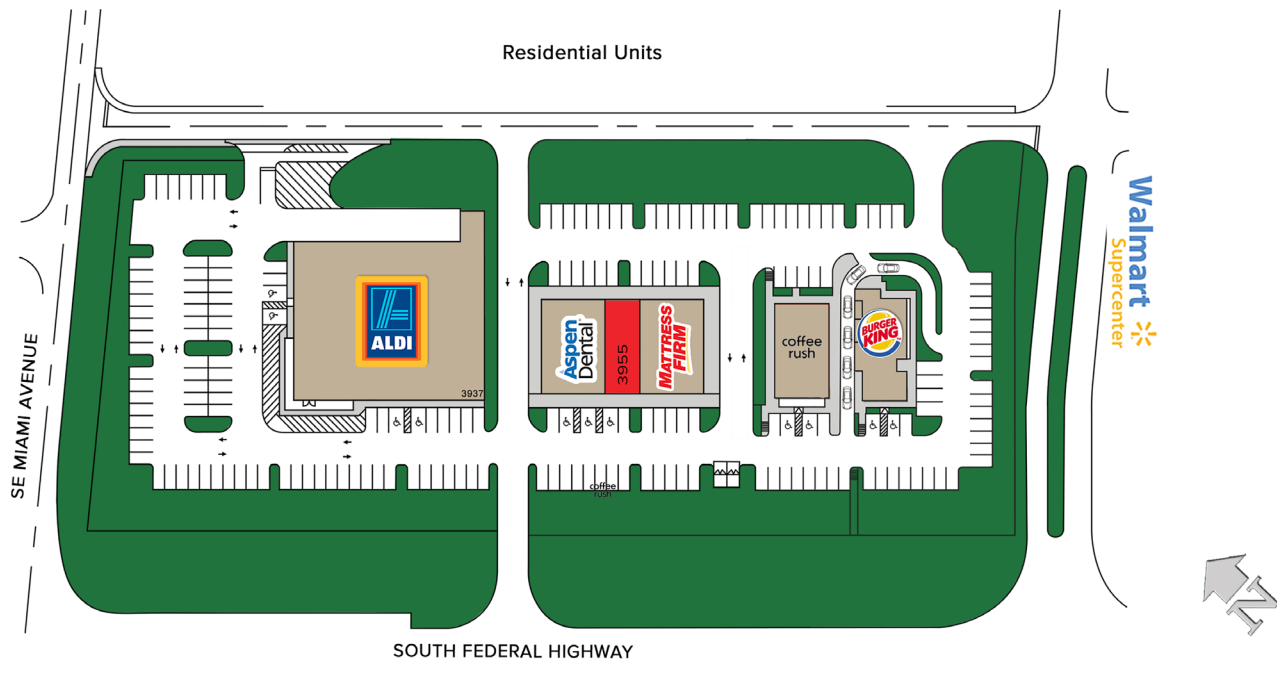 Residential Units
Walmart
Supercenter
ALDI
3937
Aspen
Dental
3955
MATTRESS
FIRM
coffee
rush
BURGER
KING
SE MIAMI AVENUE
coffee
rush
SOUTH FEDERAL HIGHWAY
N